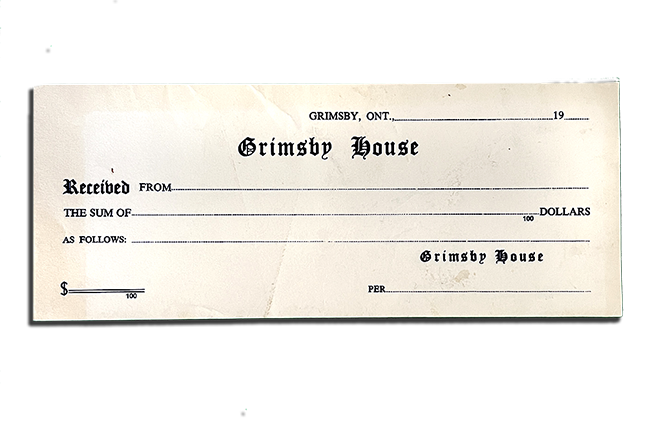 GRIMSBY, ONT., 19
Grimsby House
Received FROM
THE SUM OF 100 DOLLARS
AS FOLLOWS:
Grimsby House
$ 100
PER